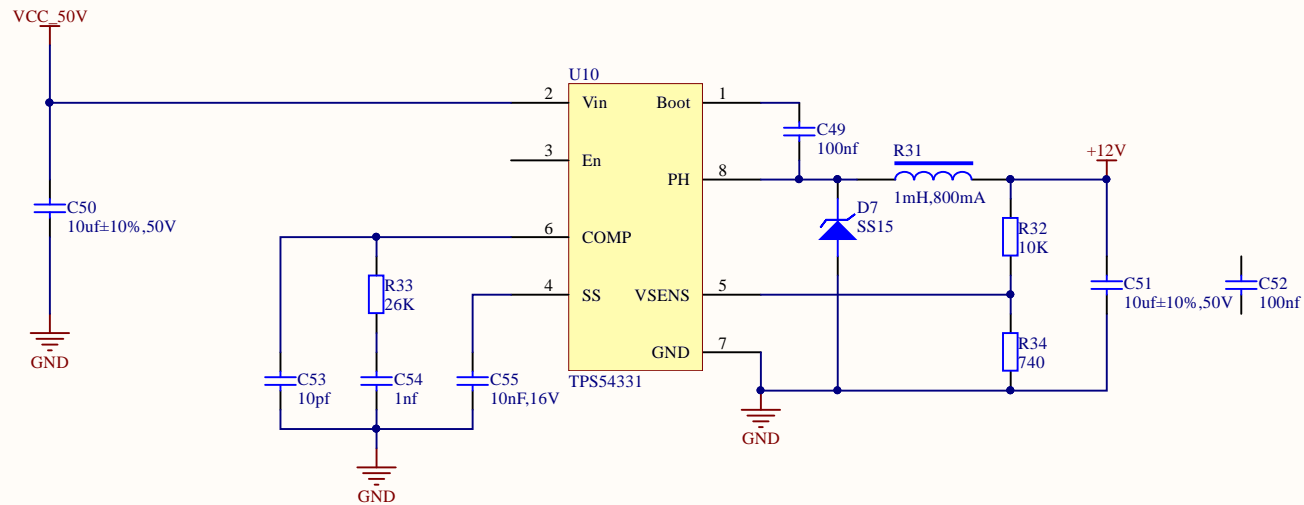 VCC_50V
U10
2
Vin
Boot
1
C49
100nf
3
En
R31
+12V
PH
8
1mH,800mA
C50
10uf±10%,50V
D7
SS15
R32
10K
6
COMP
R33
26K
4
SS
VSENS
5
C51
10uf±10%,50V
C52
100nf
GND
7
R34
740
GND
TPS54331
C53
10pf
C54
1nf
C55
10nF,16V
GND
GND